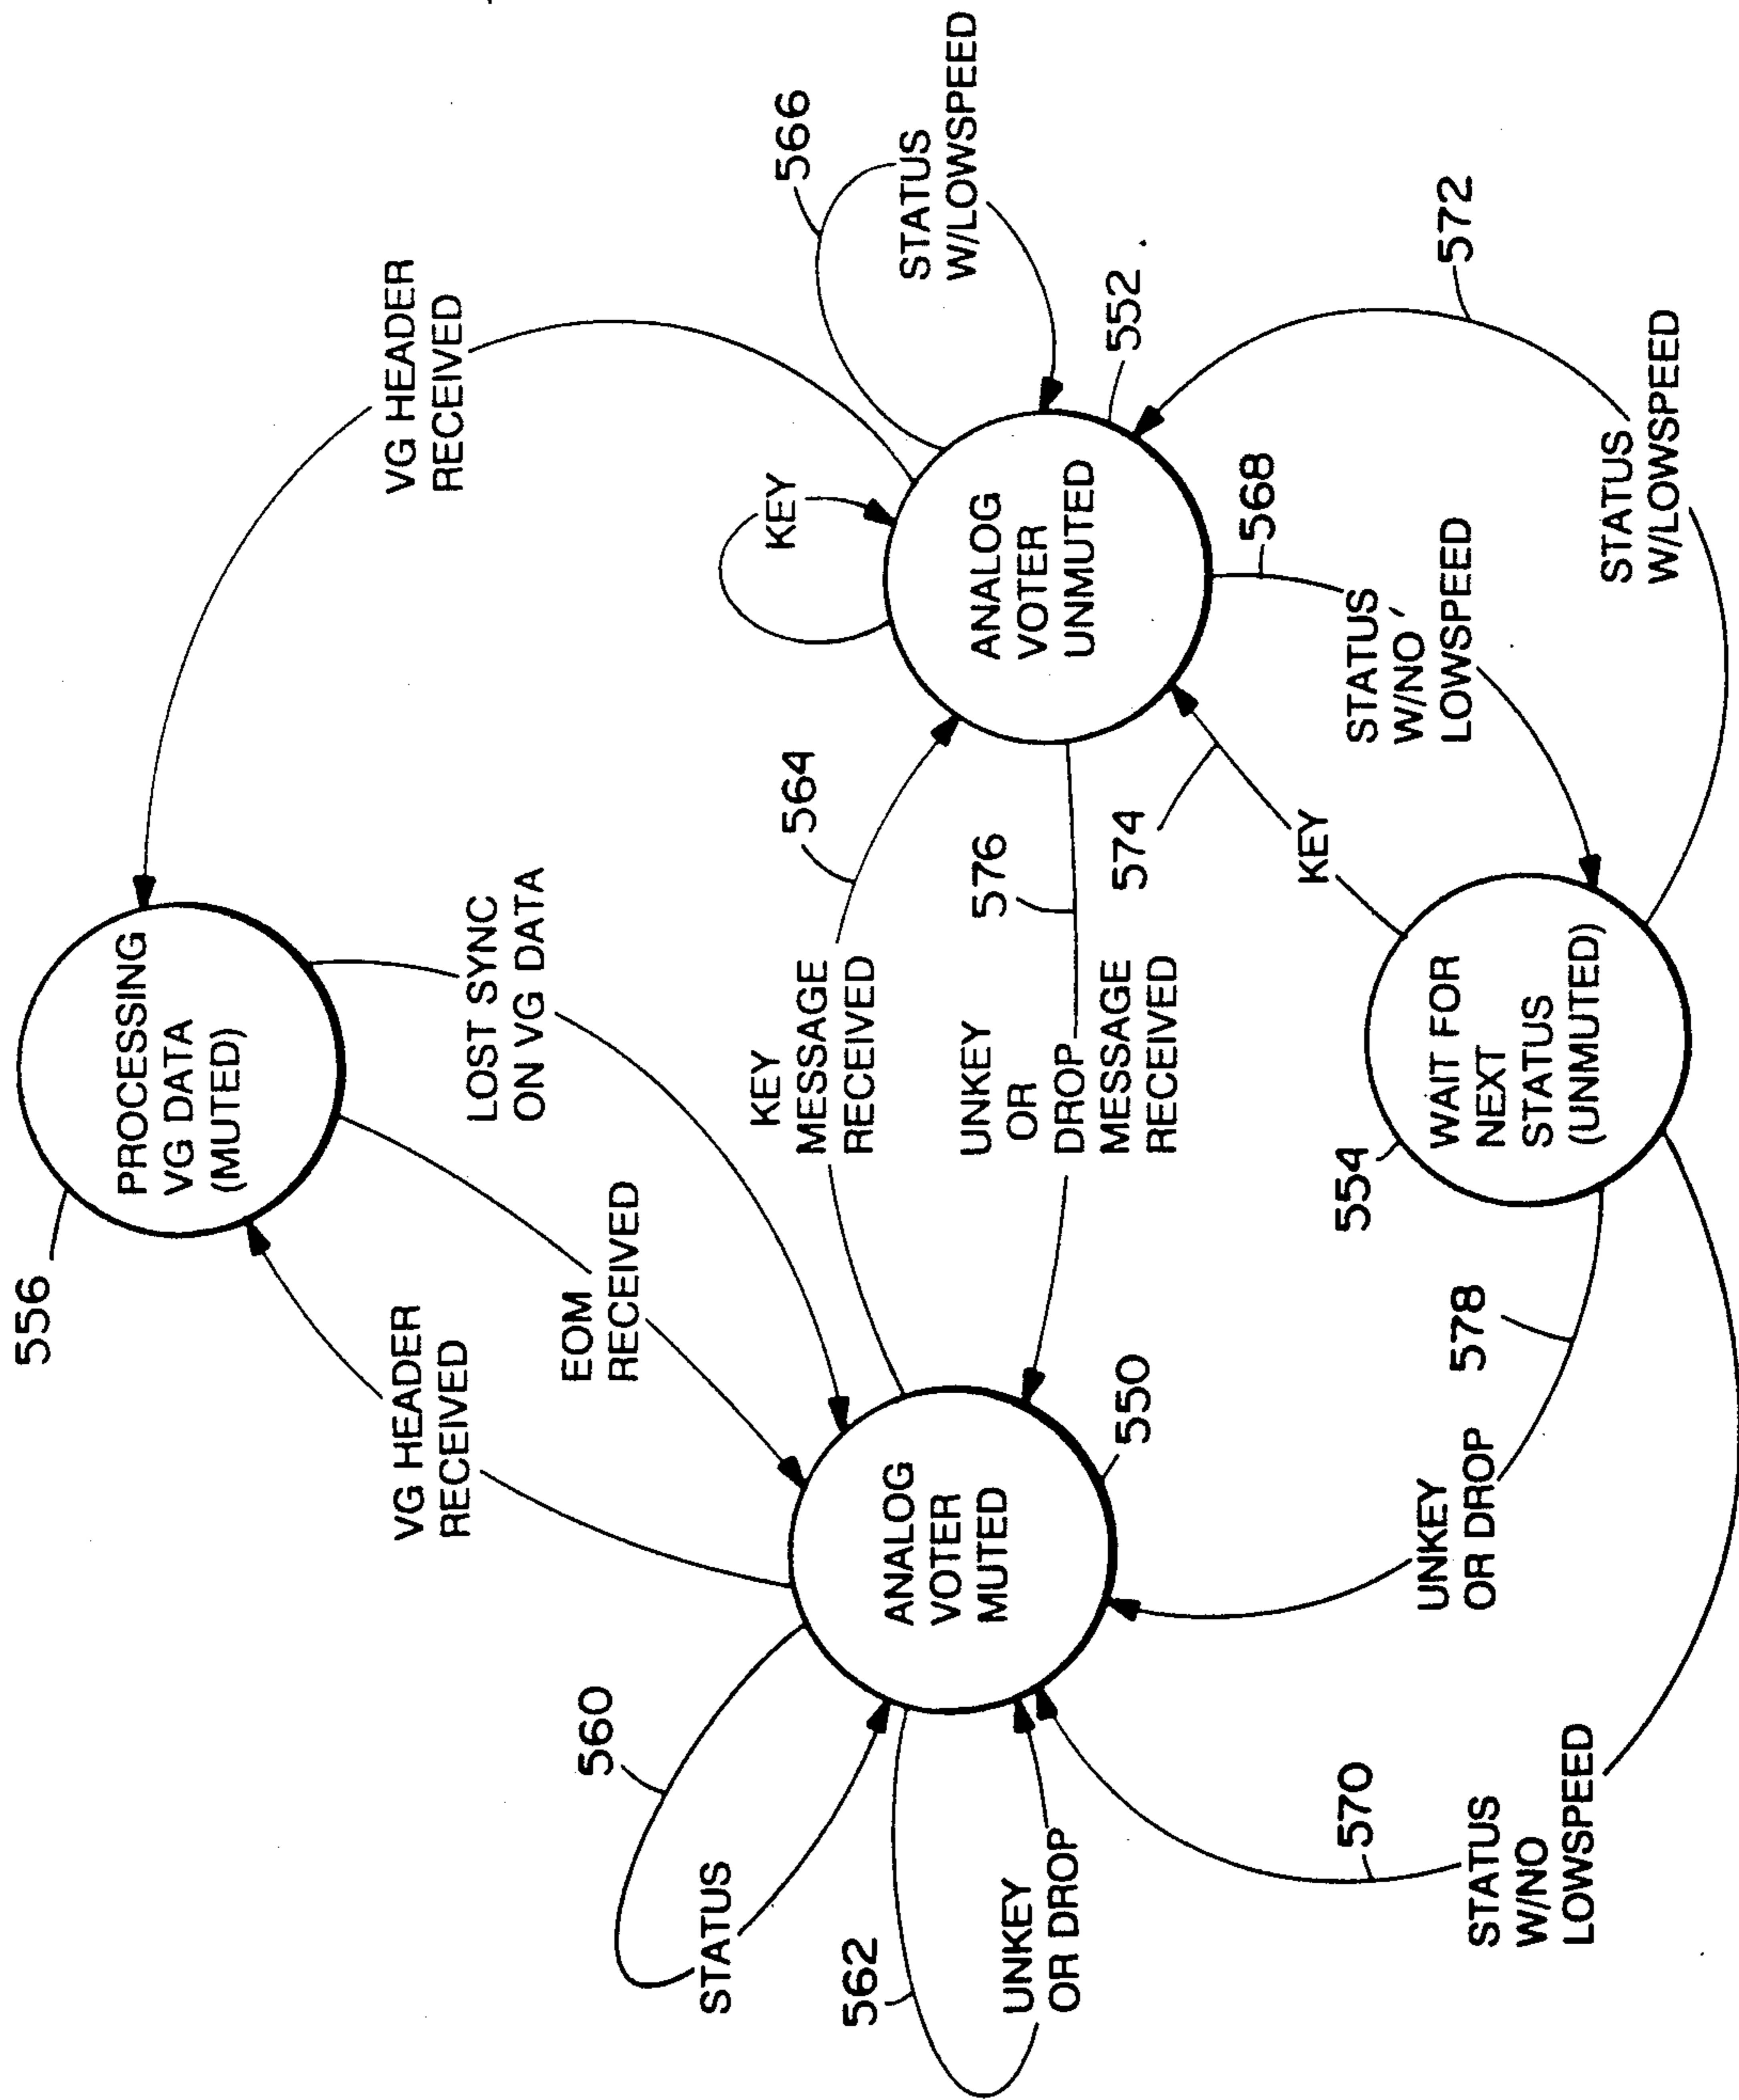 556
PROCESSING
VG DATA
(MUTED)
VG HEADER
RECEIVED
VG HEADER
RECEIVED
EOM
RECEIVED
LOST SYNC
ON VG DATA
560
STATUS
562
UNKEY
OR DROP
ANALOG
VOTER
MUTED
550
KEY
MESSAGE
RECEIVED
564
UNKEY
OR
DROP
MESSAGE
RECEIVED
576
KEY
566
STATUS
W/LOWSPEED
ANALOG
VOTER
UNMUTED
552
574
KEY
568
STATUS
W/NO
LOWSPEED
572
STATUS
W/LOWSPEED
554
WAIT FOR
NEXT
STATUS
(UNMUTED)
578
UNKEY
OR DROP
570
STATUS
W/NO
LOWSPEED